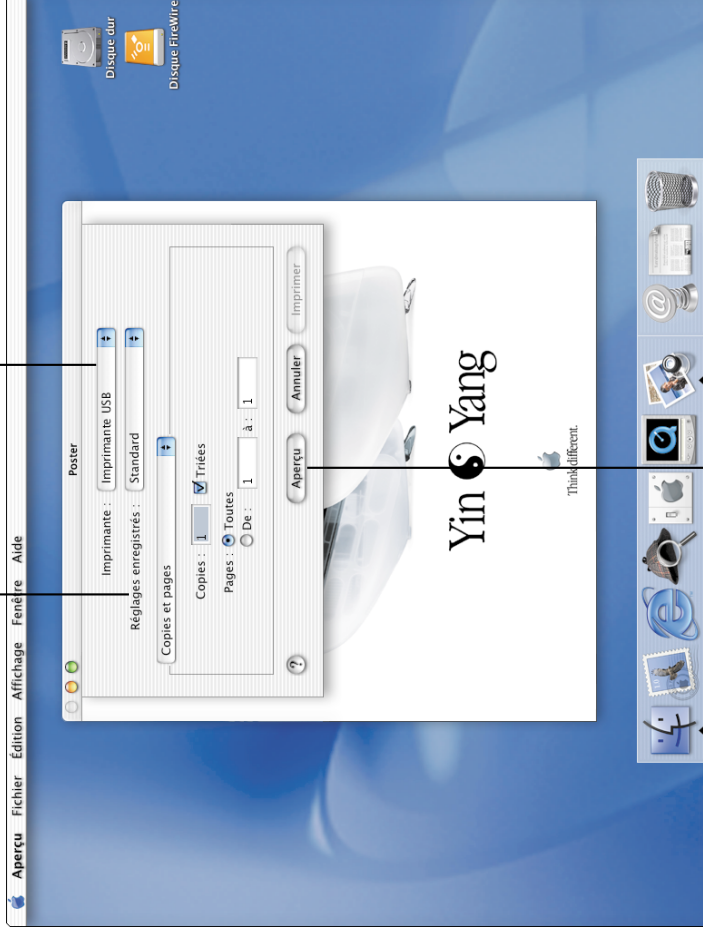 Aperçu Fichier Édition Affichage Fenêtre Aide
Disque dur
Disque FireWire
Poster
Imprimante : Imprimante USB
Réglages enregistrés : Standard
Copies et pages
Copies : 1 Triées
Pages : Toutes
De : 1 à : 1
? Aperçu Annuler Imprimer
Yin Yang
Think different.